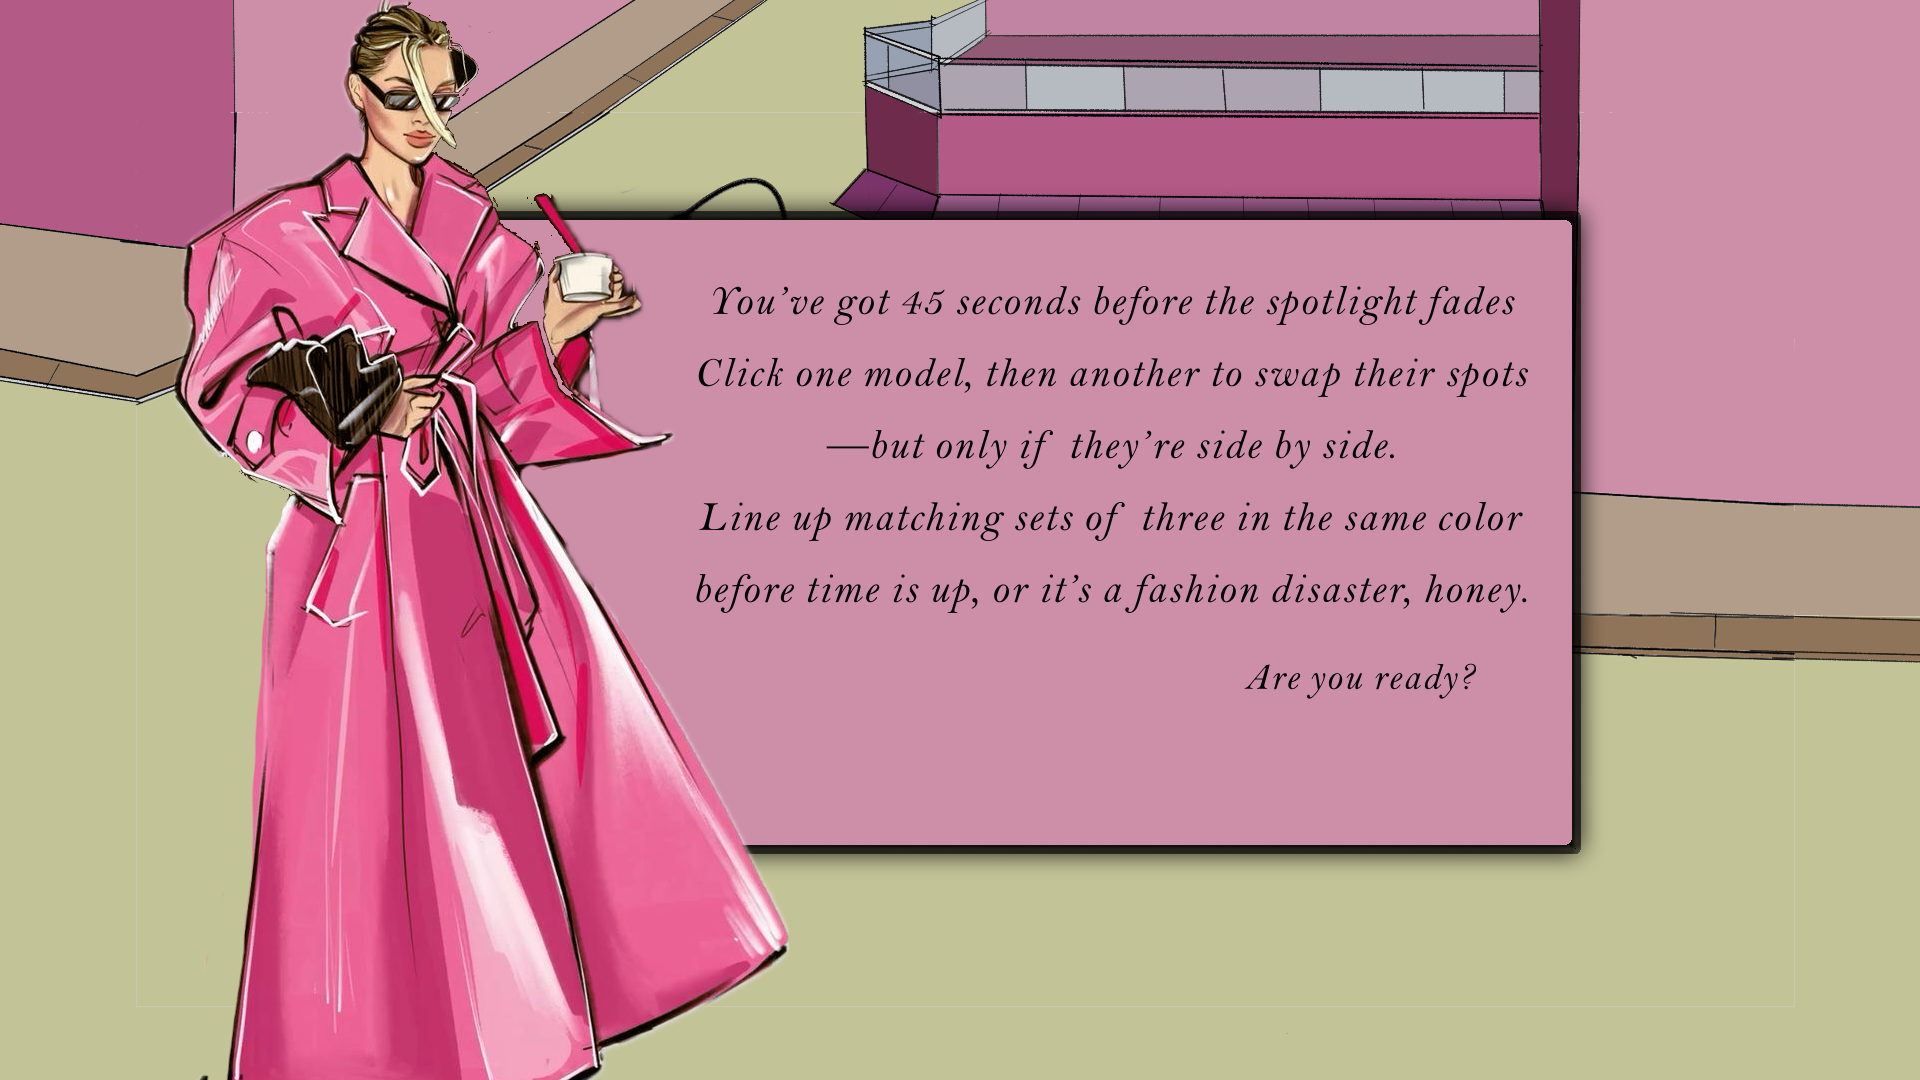 You’ve got 45 seconds before the spotlight fades
Click one model, then another to swap their spots
—but only if they’re side by side.
Line up matching sets of three in the same color
before time is up, or it’s a fashion disaster, honey.
Are you ready?